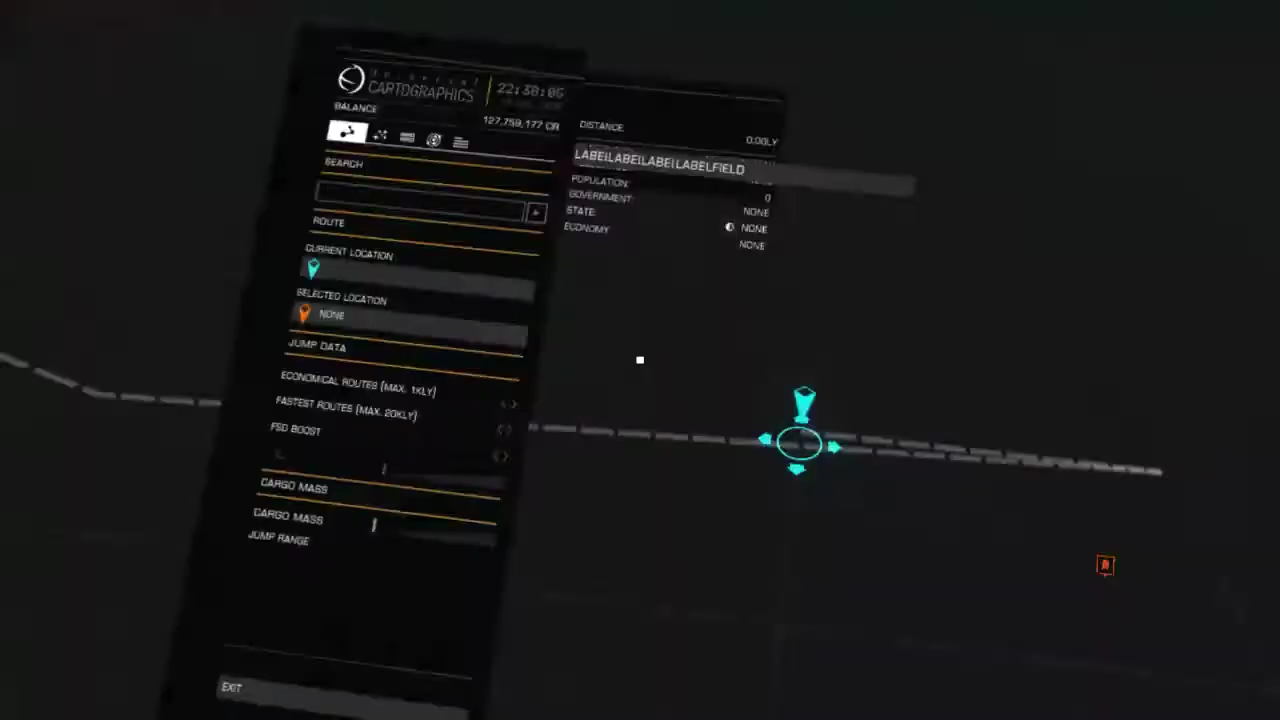 CARTOGRAPHICS
22:38:05
BALANCE
127,759,177 CR
SEARCH
ROUTE
CURRENT LOCATION
SELECTED LOCATION
NONE
JUMP DATA
ECONOMICAL ROUTES (MAX. 1KLY)
FASTEST ROUTES (MAX. 20KLY)
FSD BOOST
CARGO MASS
CARGO MASS
JUMP RANGE
EXIT
DISTANCE: 0.00LY
LABELLABELLABELLABELFIELD
POPULATION: 0
GOVERNMENT: NONE
STATE: NONE
ECONOMY NONE